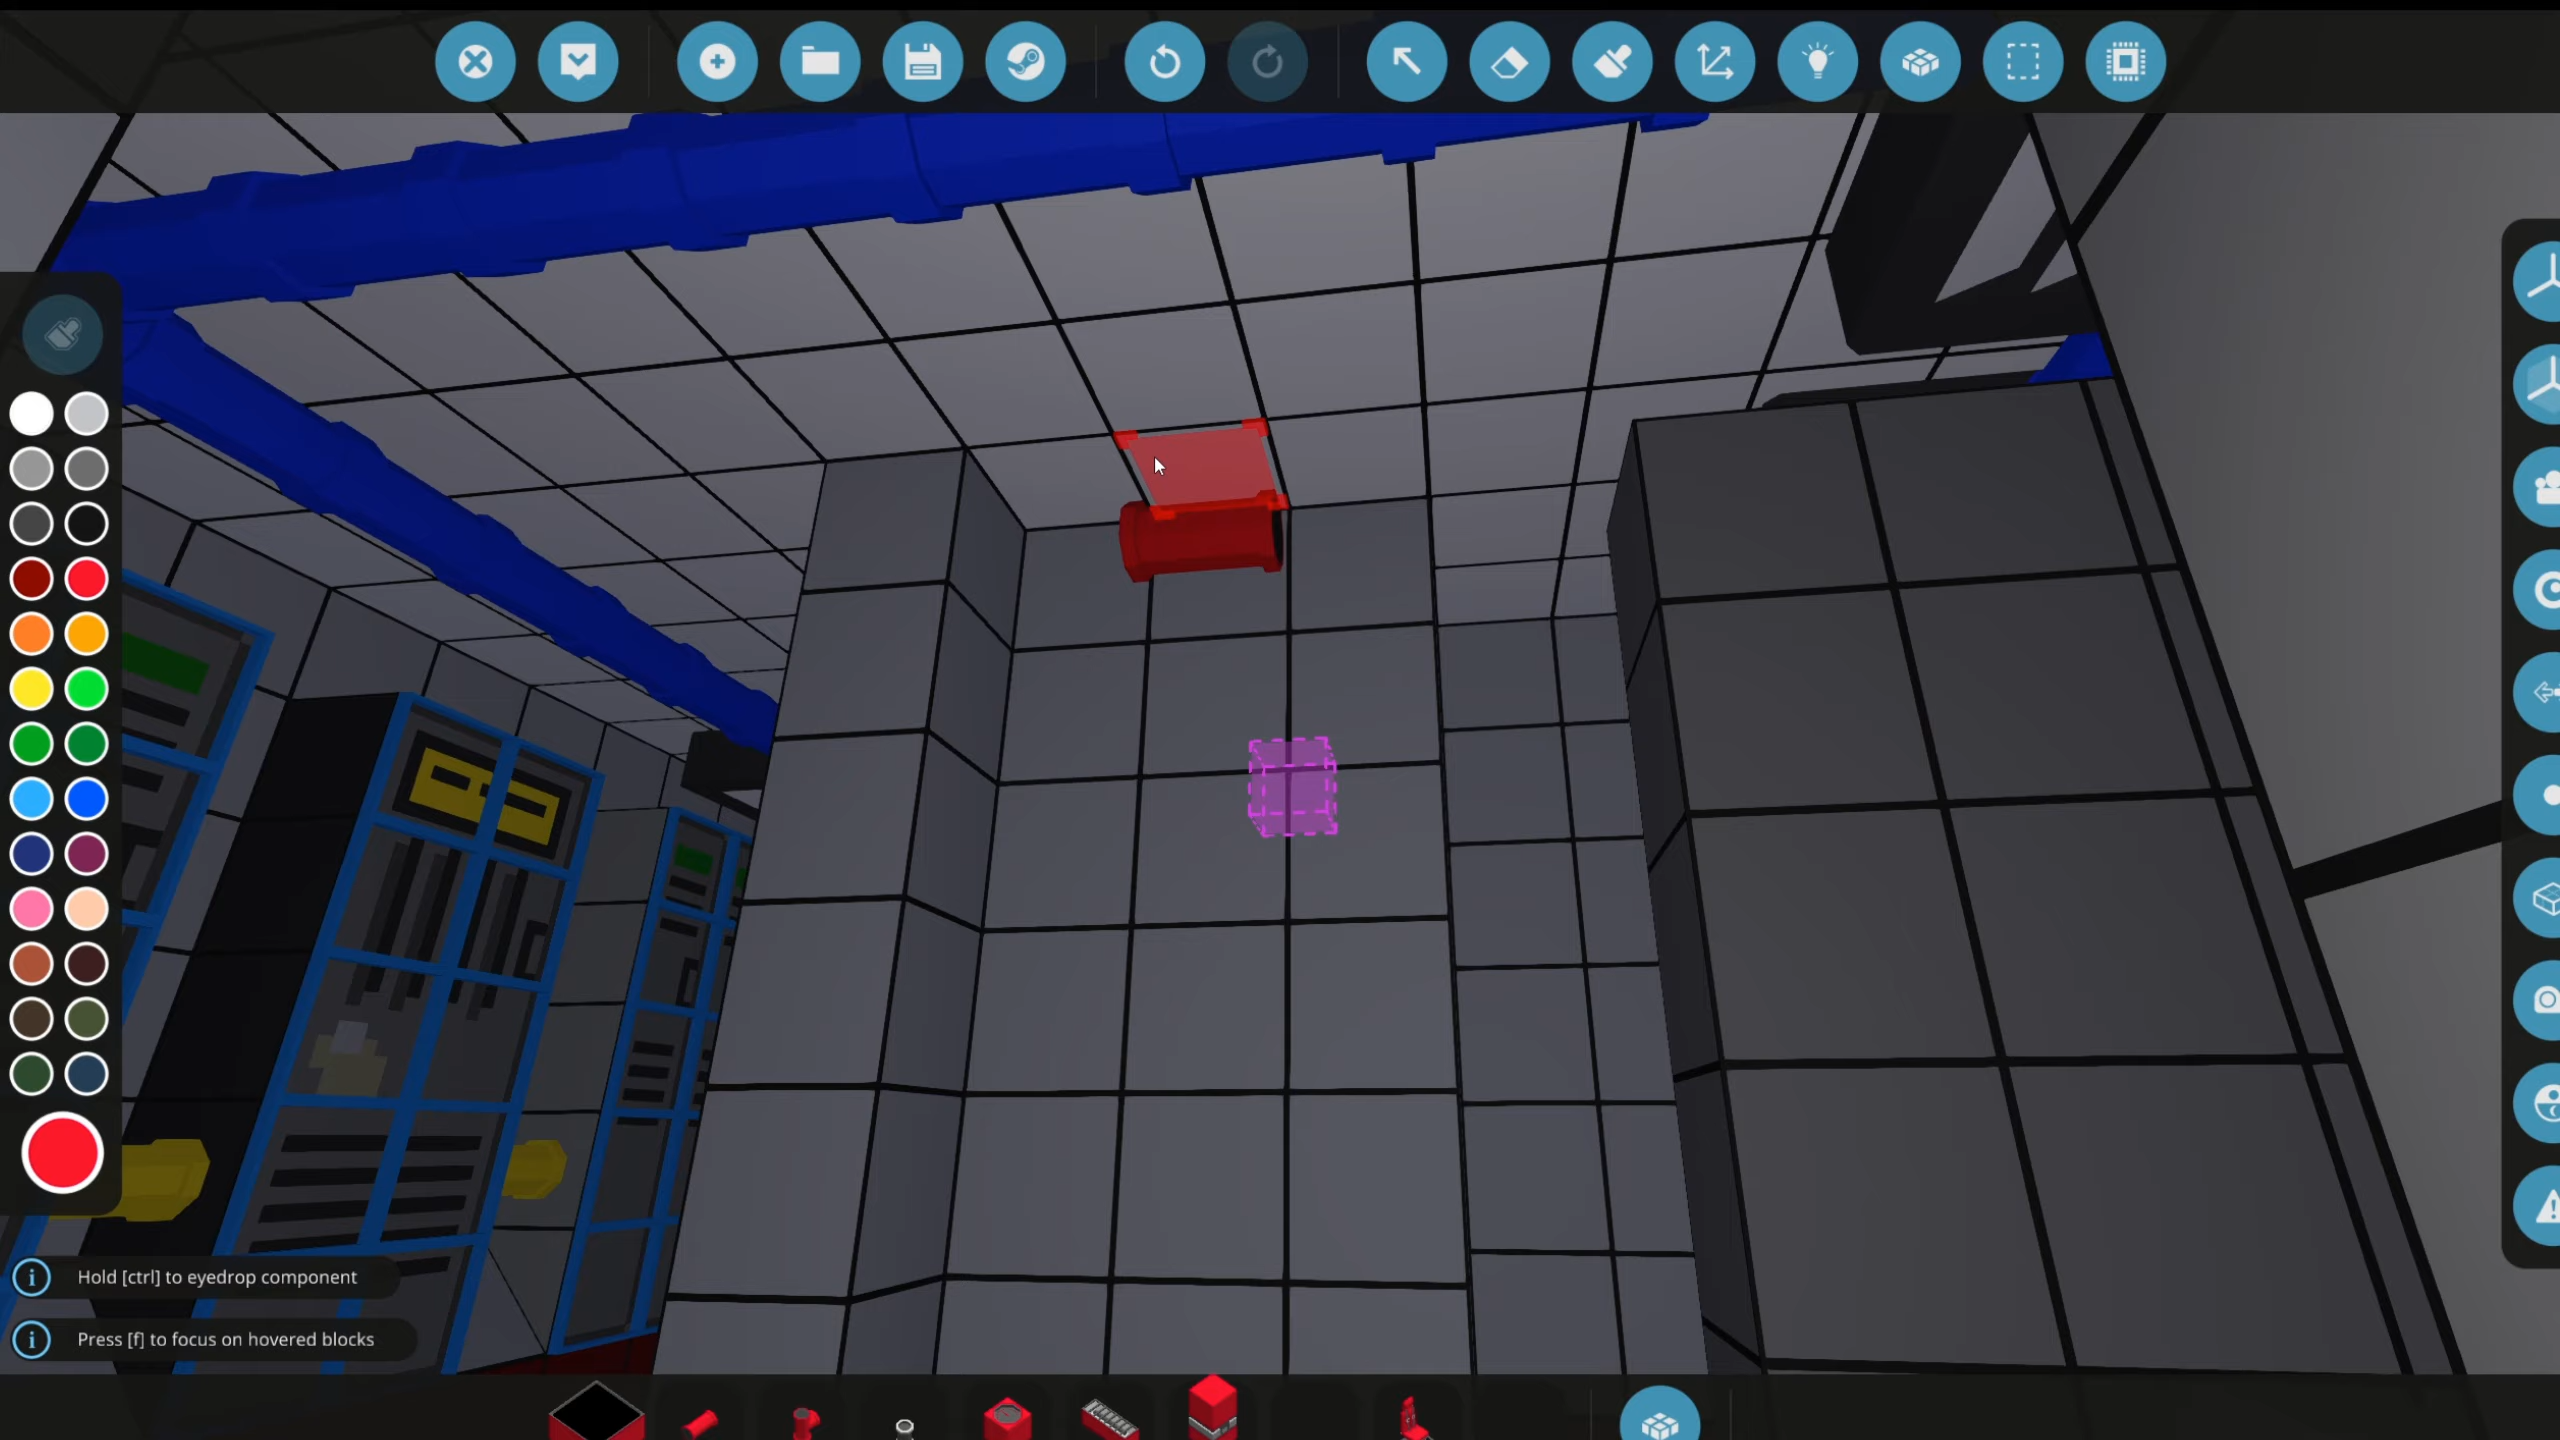 Hold [ctrl] to eyedrop component
Press [f] to focus on hovered blocks